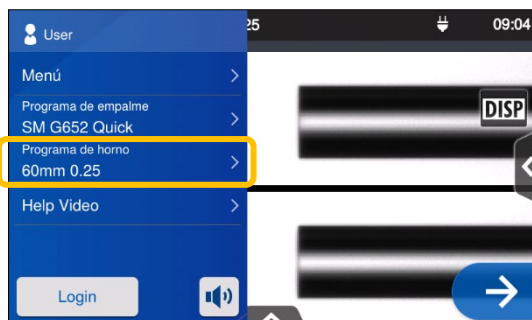 User
25
09:04
Menú
Programa de empalme
SM G652 Quick
Programa de horno
60mm 0.25
Help Video
Login
DISP